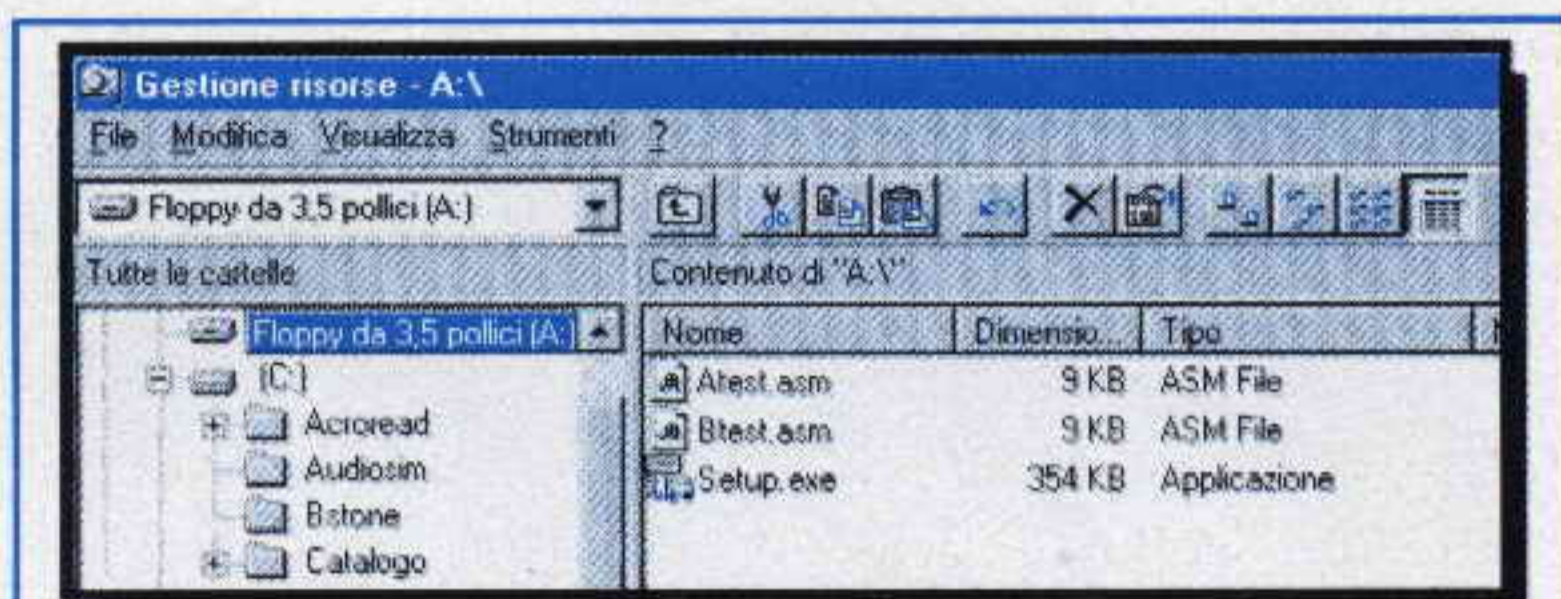 Gestione risorse - A:\
File Modifica Visualizza Strumenti ?
Floppy da 3,5 pollici (A:)
Tutte le cartelle
Contenuto di "A:\"
Floppy da 3,5 pollici (A:
(C:)
Acroread
Audiosim
Bstone
Catalogo
Nome Dimensio... Tipo
Atest.asm 9 KB ASM File
Btest.asm 9 KB ASM File
Setup.exe 354 KB Applicazione